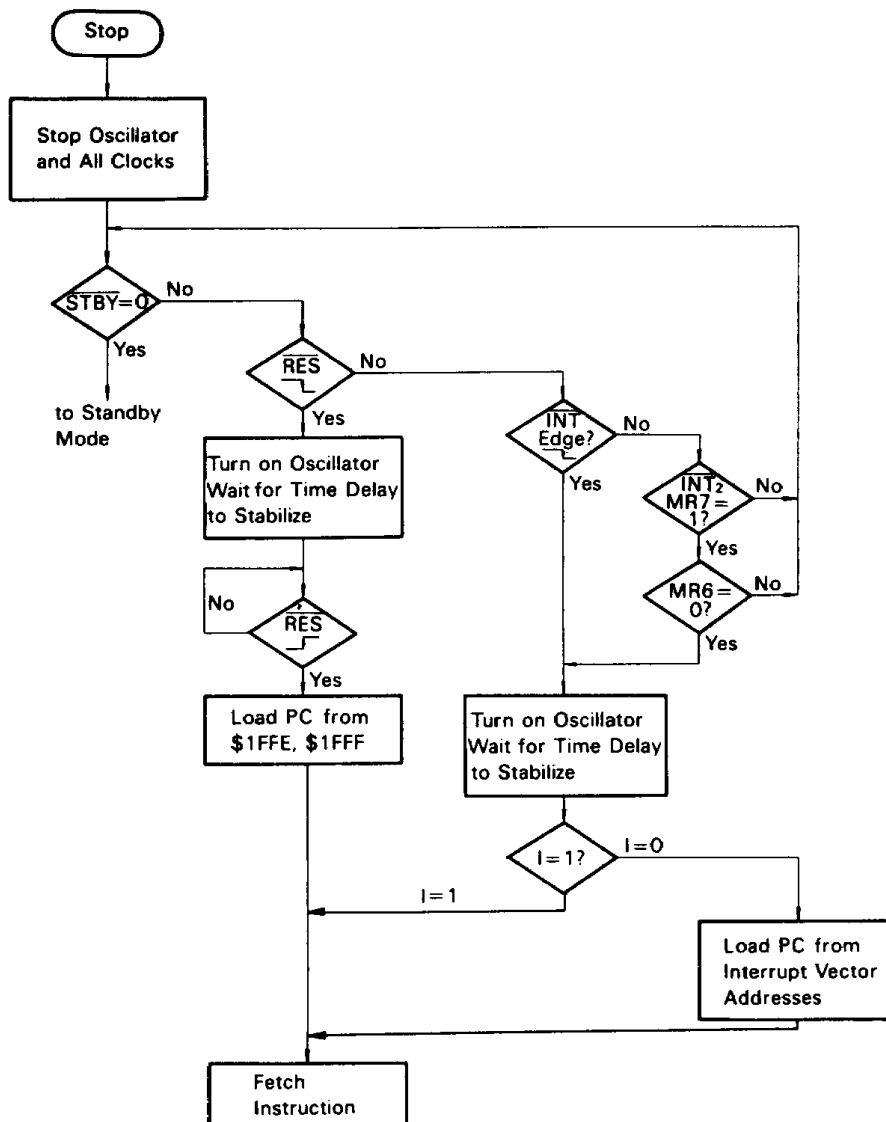 Stop
Stop Oscillator
and All Clocks
STBY=0
No
Yes
to Standby
Mode
RES
No
Yes
INT
Edge?
No
Yes
INT2
MR7=
1?
No
Yes
MR6=
0?
No
Yes
Turn on Oscillator
Wait for Time Delay
to Stabilize
No
RES
Yes
Load PC from
$1FFE, $1FFF
Turn on Oscillator
Wait for Time Delay
to Stabilize
I=1?
I=0
I=1
Load PC from
Interrupt Vector
Addresses
Fetch
Instruction